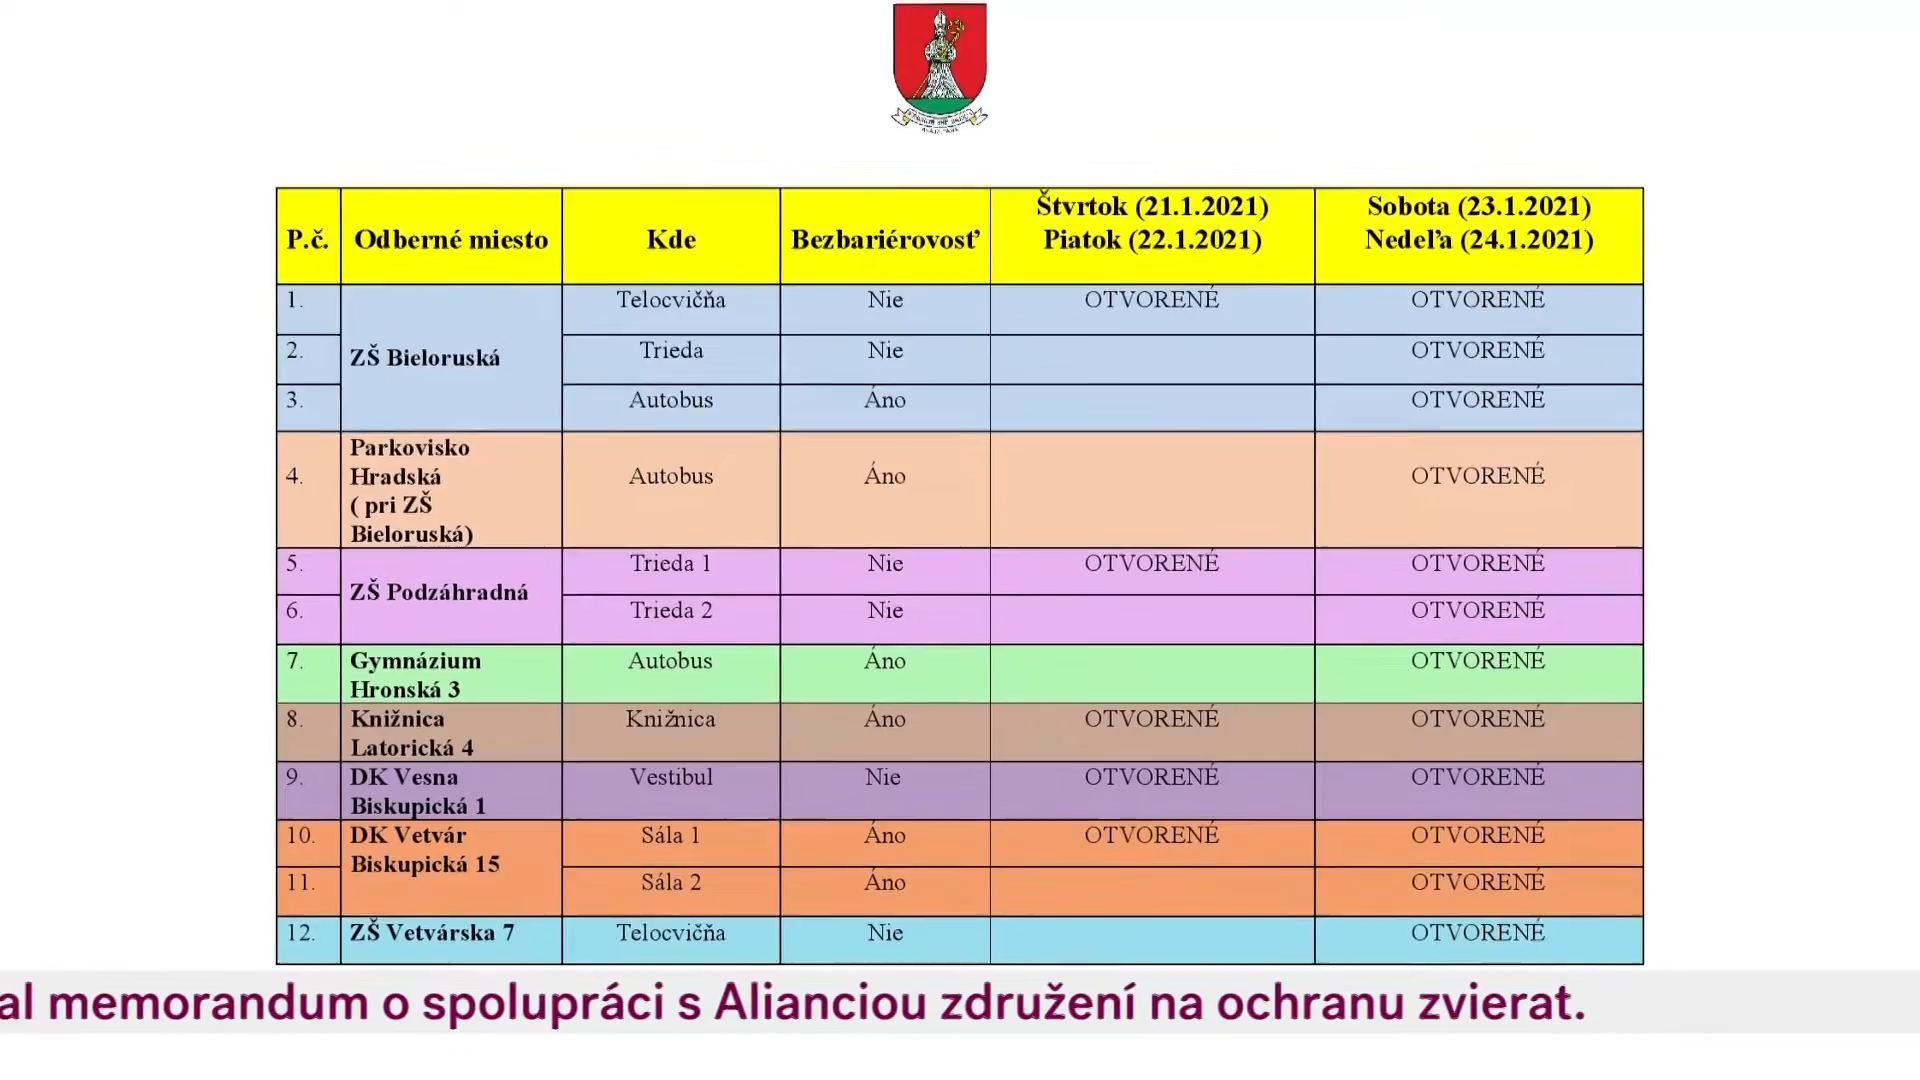 P.č.
Odberné miesto
Kde
Bezbariérovosť
Štvrtok (21.1.2021)
Piatok (22.1.2021)
Sobota (23.1.2021)
Nedeľa (24.1.2021)
1.
ZŠ Bieloruská
Telocvičňa
Nie
OTVORENÉ
OTVORENÉ
2.
Trieda
Nie
OTVORENÉ
3.
Autobus
Áno
OTVORENÉ
4.
Parkovisko
Hradská
( pri ZŠ
Bieloruská)
Autobus
Áno
OTVORENÉ
5.
ZŠ Podzáhradná
Trieda 1
Nie
OTVORENÉ
OTVORENÉ
6.
Trieda 2
Nie
OTVORENÉ
7.
Gymnázium
Hronská 3
Autobus
Áno
OTVORENÉ
8.
Knižnica
Latorická 4
Knižnica
Áno
OTVORENÉ
OTVORENÉ
9.
DK Vesna
Biskupická 1
Vestibul
Nie
OTVORENÉ
OTVORENÉ
10.
DK Vetvár
Biskupická 15
Sála 1
Áno
OTVORENÉ
OTVORENÉ
11.
Sála 2
Áno
OTVORENÉ
12.
ZŠ Vetvárska 7
Telocvičňa
Nie
OTVORENÉ
al memorandum o spolupráci s Alianciou združení na ochranu zvierat.